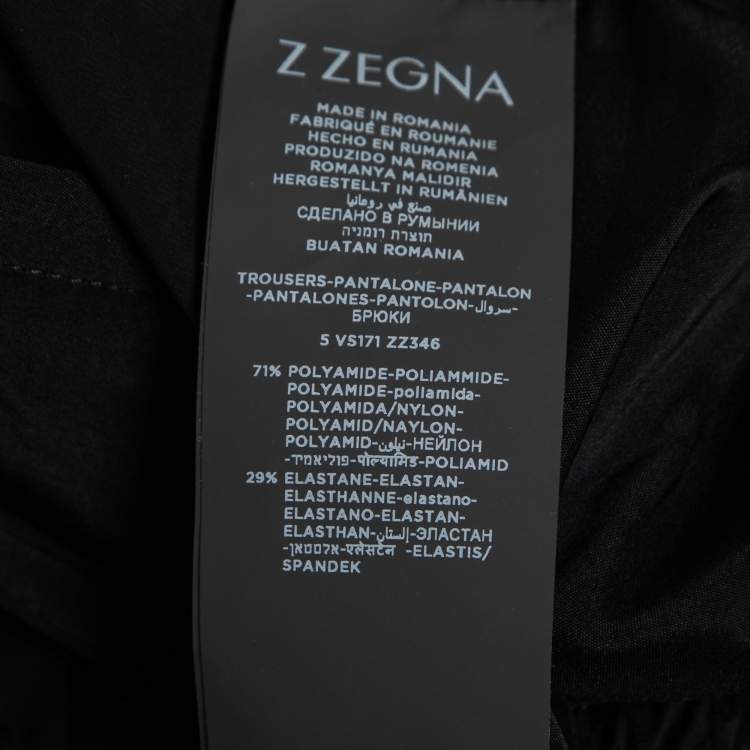 Z ZEGNA
MADE IN ROMANIA
FABRIQUÉ EN ROUMANIE
HECHO EN RUMANIA
PRODUZIDO NA ROMENIA
ROMANYA MALIDIR
HERGESTELLT IN RUMÄNIEN
صنع في رومانيا
СДЕЛАНО В РУМЫНИИ
תוצרת רומניה
BUATAN ROMANIA
TROUSERS-PANTALONE-PANTALON
-PANTALONES-PANTOLON-سروال-
БРЮКИ
5 VS171 ZZ346
71% POLYAMIDE-POLIAMMIDE-
POLYAMIDE-poliamida-
POLYAMIDA/NYLON-
POLYAMID/NAYLON-
POLYAMID-نيلون-НЕЙЛОН
-פוליאמיד-पोल्यामिड-POLIAMID
29% ELASTANE-ELASTAN-
ELASTHANNE-elastano-
ELASTANO-ELASTAN-
ELASTHAN-إلستان-ЭЛАСТАН
-אלסטאן-एलेसटेन -ELASTIS/
SPANDEK